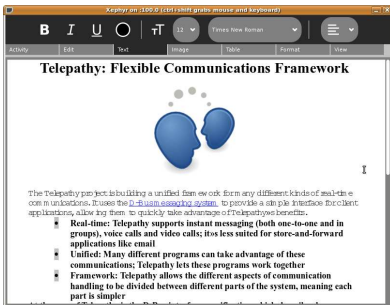 Xephyr on :100.0 (ctrl+shift grabs mouse and keyboard)
B I U T T 12 Times New Roman
Activity Edit Text Image Table Format View
Telepathy: Flexible Communications Framework
The Telepathy project is building a unified framework for many different kinds of real-time
communications. It uses the D-Bus messaging system to provide a simple interface for client
applications, allowing them to quickly take advantage of Telepathy»s benefits.
Real-time: Telepathy supports instant messaging (both one-to-one and in
groups), voice calls and video calls; it»s less suited for store-and-forward
applications like email
Unified: Many different programs can take advantage of these
communications; Telepathy lets these programs work together
Framework: Telepathy allows the different aspects of communication
handling to be divided between different parts of the system, meaning each
part is simpler